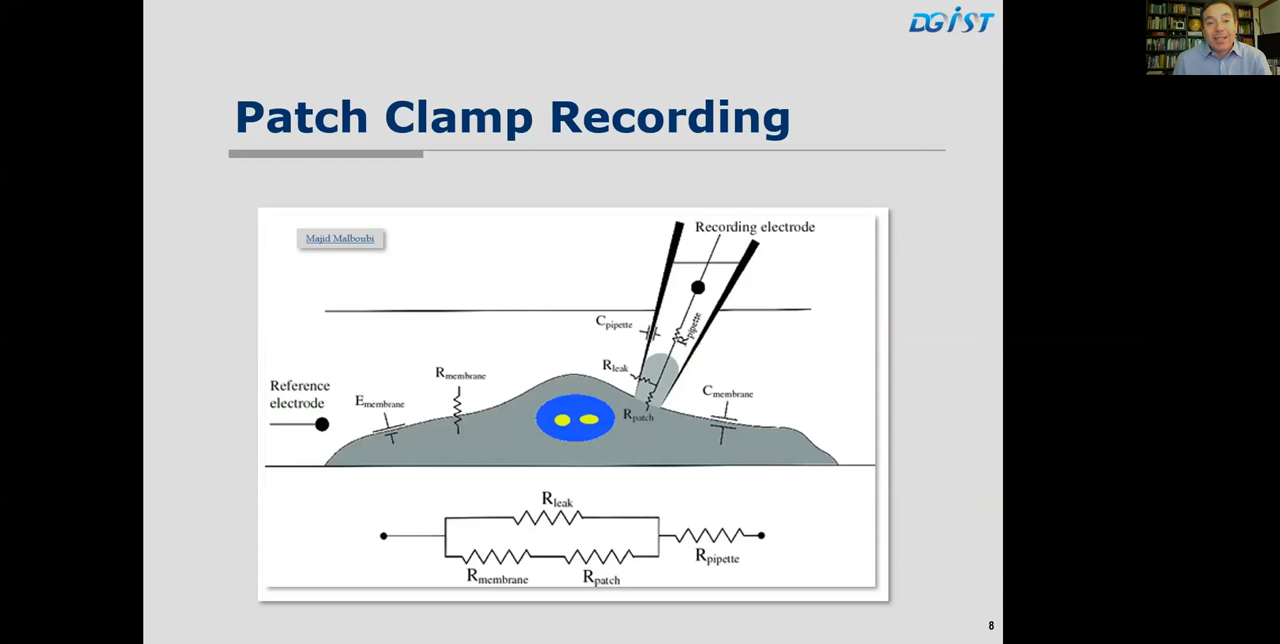 DGIST
Patch Clamp Recording
Majid Malboubi
Recording electrode
C pipette
R pipette
R leak
R membrane
C membrane
Reference
electrode
E membrane
R patch
R leak
R membrane
R patch
R pipette
8